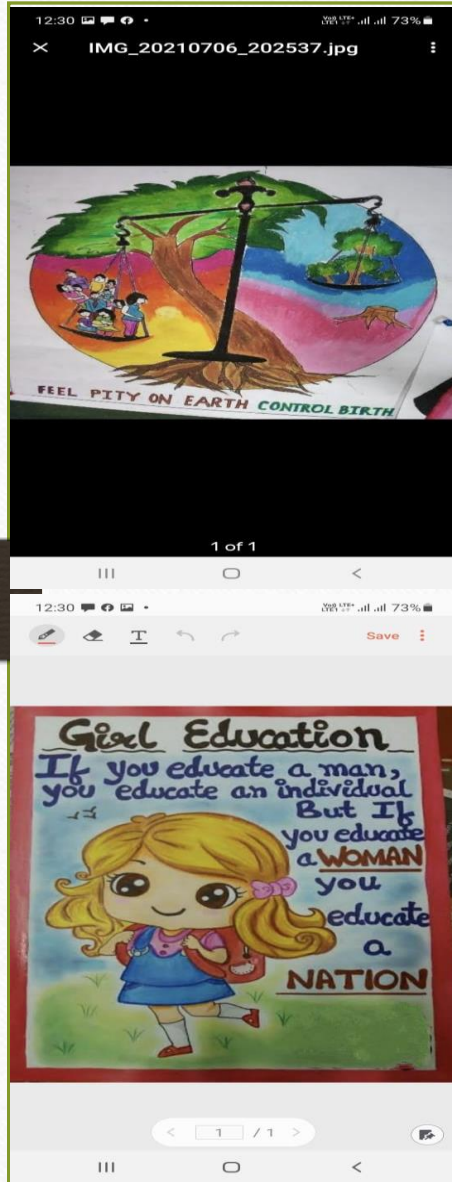 12:30
73%
IMG_20210706_202537.jpg
FEEL PITY ON EARTH CONTROL BIRTH
1 of 1
12:30
73%
T
Save
Girl Education
If you educate a man,
you educate an individual
But If
you educate
a WOMAN
you
educate
a
NATION
1 / 1